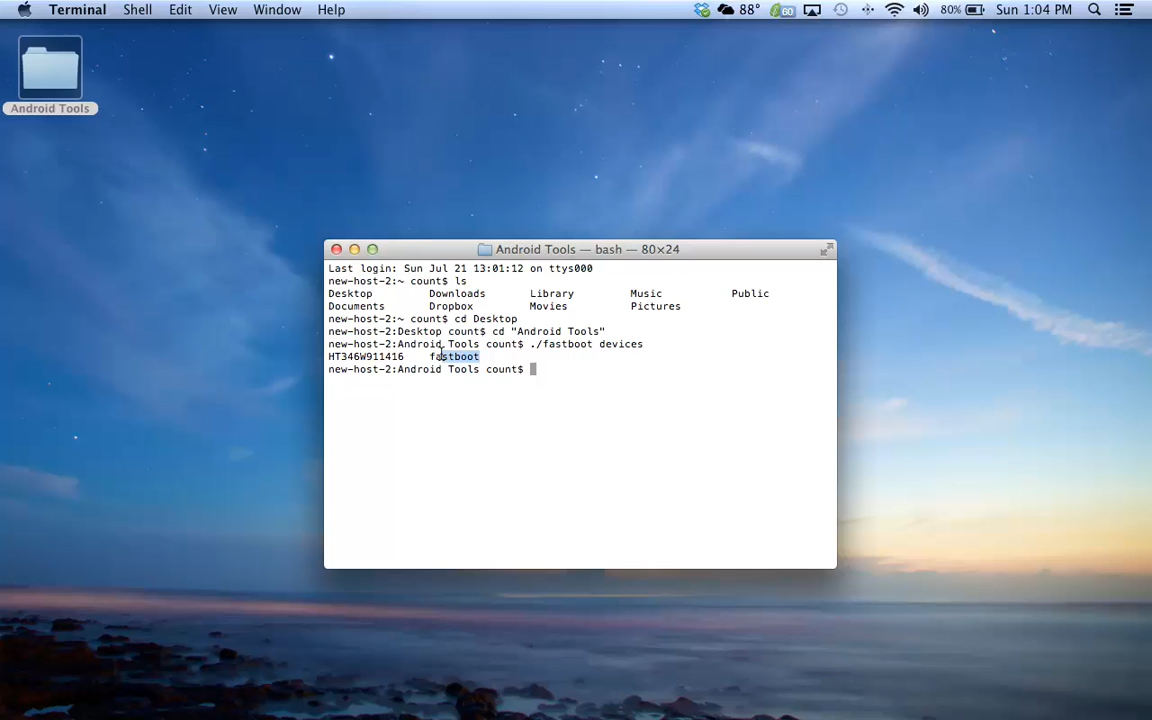 Terminal Shell Edit View Window Help 88° 60 80% Sun 1:04 PM
Android Tools
Android Tools — bash — 80×24
Last login: Sun Jul 21 13:01:12 on ttys000
new-host-2:~ count$ ls
Desktop Downloads Library Music Public
Documents Dropbox Movies Pictures
new-host-2:~ count$ cd Desktop
new-host-2:Desktop count$ cd "Android Tools"
new-host-2:Android Tools count$ ./fastboot devices
HT346W911416 fastboot
new-host-2:Android Tools count$